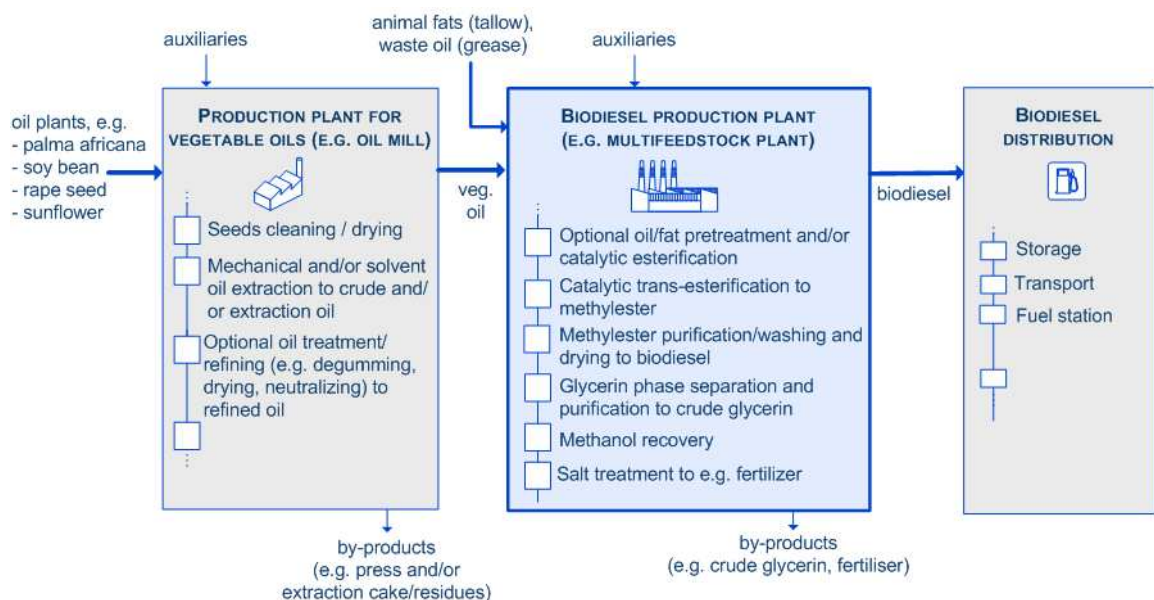 auxiliaries
animal fats (tallow),
waste oil (grease)
auxiliaries
oil plants, e.g.
- palma africana
- soy bean
- rape seed
- sunflower
PRODUCTION PLANT FOR
VEGETABLE OILS (E.G. OIL MILL)
Seeds cleaning / drying
Mechanical and/or solvent
oil extraction to crude and/
or extraction oil
Optional oil treatment/
refining (e.g. degumming,
drying, neutralizing) to
refined oil
by-products
(e.g. press and/or
extraction cake/residues)
veg.
oil
BIODIESEL PRODUCTION PLANT
(E.G. MULTIFEEDSTOCK PLANT)
Optional oil/fat pretreatment and/or
catalytic esterification
Catalytic trans-esterification to
methylester
Methylester purification/washing and
drying to biodiesel
Glycerin phase separation and
purification to crude glycerin
Methanol recovery
Salt treatment to e.g. fertilizer
by-products
(e.g. crude glycerin, fertiliser)
biodiesel
BIODIESEL
DISTRIBUTION
Storage
Transport
Fuel station